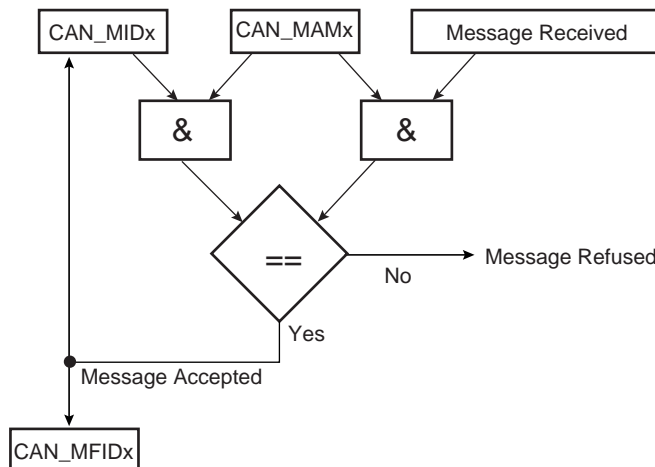 CAN_MIDx
CAN_MAMx
Message Received
&
&
==
No
Message Refused
Yes
Message Accepted
CAN_MFIDx